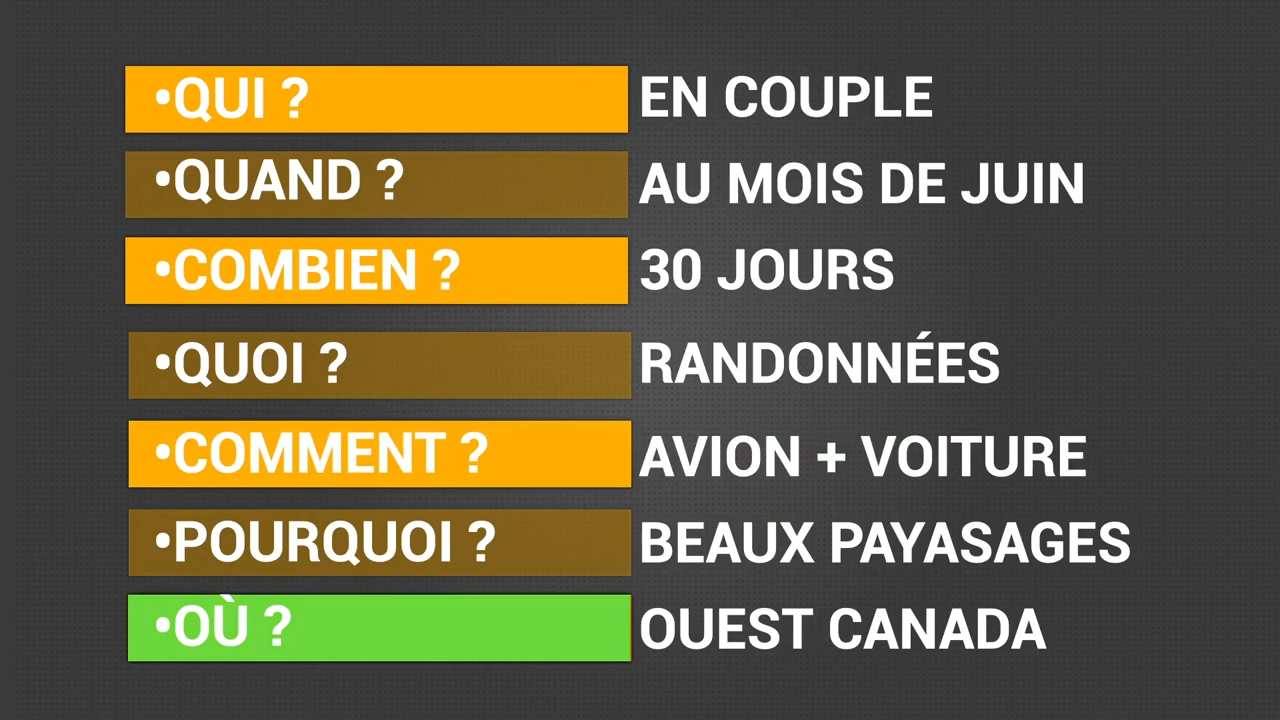 •QUI ? EN COUPLE
•QUAND ? AU MOIS DE JUIN
•COMBIEN ? 30 JOURS
•QUOI ? RANDONNÉES
•COMMENT ? AVION + VOITURE
•POURQUOI ? BEAUX PAYASAGES
•OÙ ? OUEST CANADA